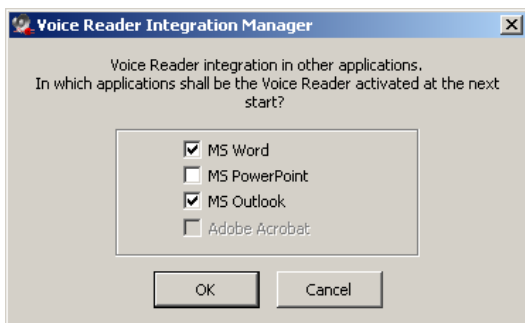 Voice Reader Integration Manager
Voice Reader integration in other applications.
In which applications shall be the Voice Reader activated at the next
start?
MS Word
MS PowerPoint
MS Outlook
Adobe Acrobat
OK Cancel